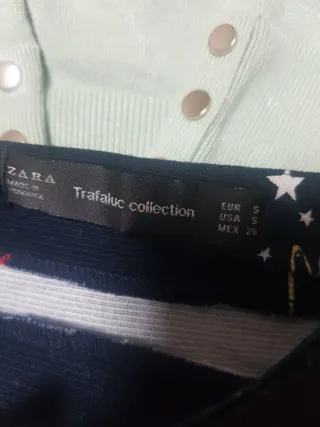 ZARA
MADE IN
Trafaluc collection
EUR S
USA S
MEX 26